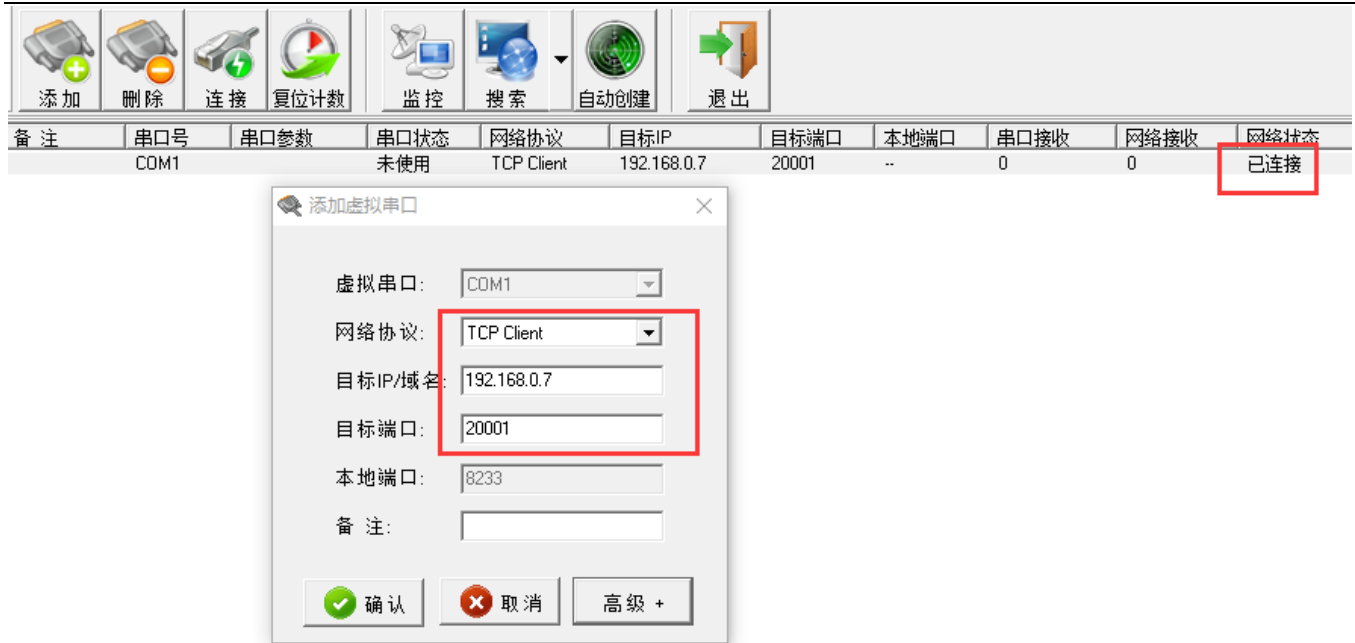 添加 删除 连接 复位计数 监控 搜索 自动创建 退出
备 注 串口号 串口参数 串口状态 网络协议 目标IP 目标端口 本地端口 串口接收 网络接收 网络状态
COM1 未使用 TCP Client 192.168.0.7 20001 -- 0 0 已连接
添加虚拟串口
虚拟串口: COM1
网络协议: TCP Client
目标IP/域名: 192.168.0.7
目标端口: 20001
本地端口: 8233
备 注:
确认 取消 高级 +